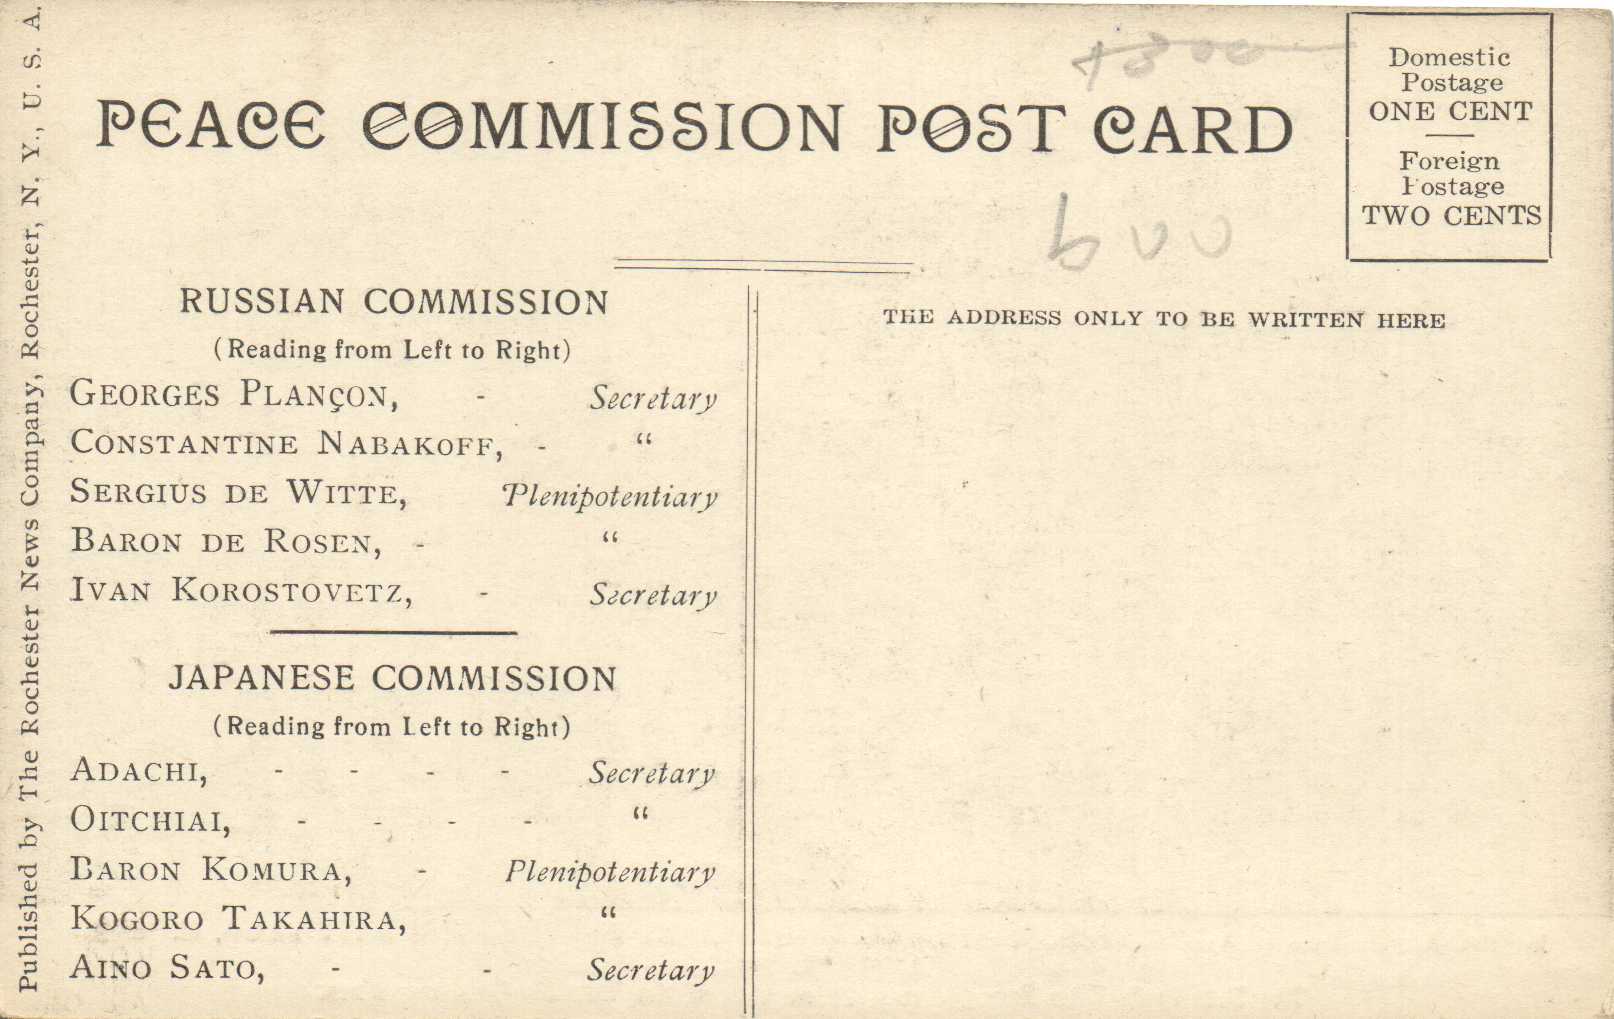 PEACE COMMISSION POST CARD
Domestic
Postage
ONE CENT
Foreign
Postage
TWO CENTS
600
RUSSIAN COMMISSION
(Reading from Left to Right)
GEORGES PLANÇON, - Secretary
CONSTANTINE NABAKOFF, - “
SERGIUS DE WITTE, Plenipotentiary
BARON DE ROSEN, - “
IVAN KOROSTOVETZ, - Secretary
JAPANESE COMMISSION
(Reading from Left to Right)
ADACHI, - - - - Secretary
OITCHIAI, - - - - “
BARON KOMURA, - Plenipotentiary
KOGORO TAKAHIRA, “
AINO SATO, - - Secretary
THE ADDRESS ONLY TO BE WRITTEN HERE
Published by The Rochester News Company, Rochester, N. Y., U. S. A.